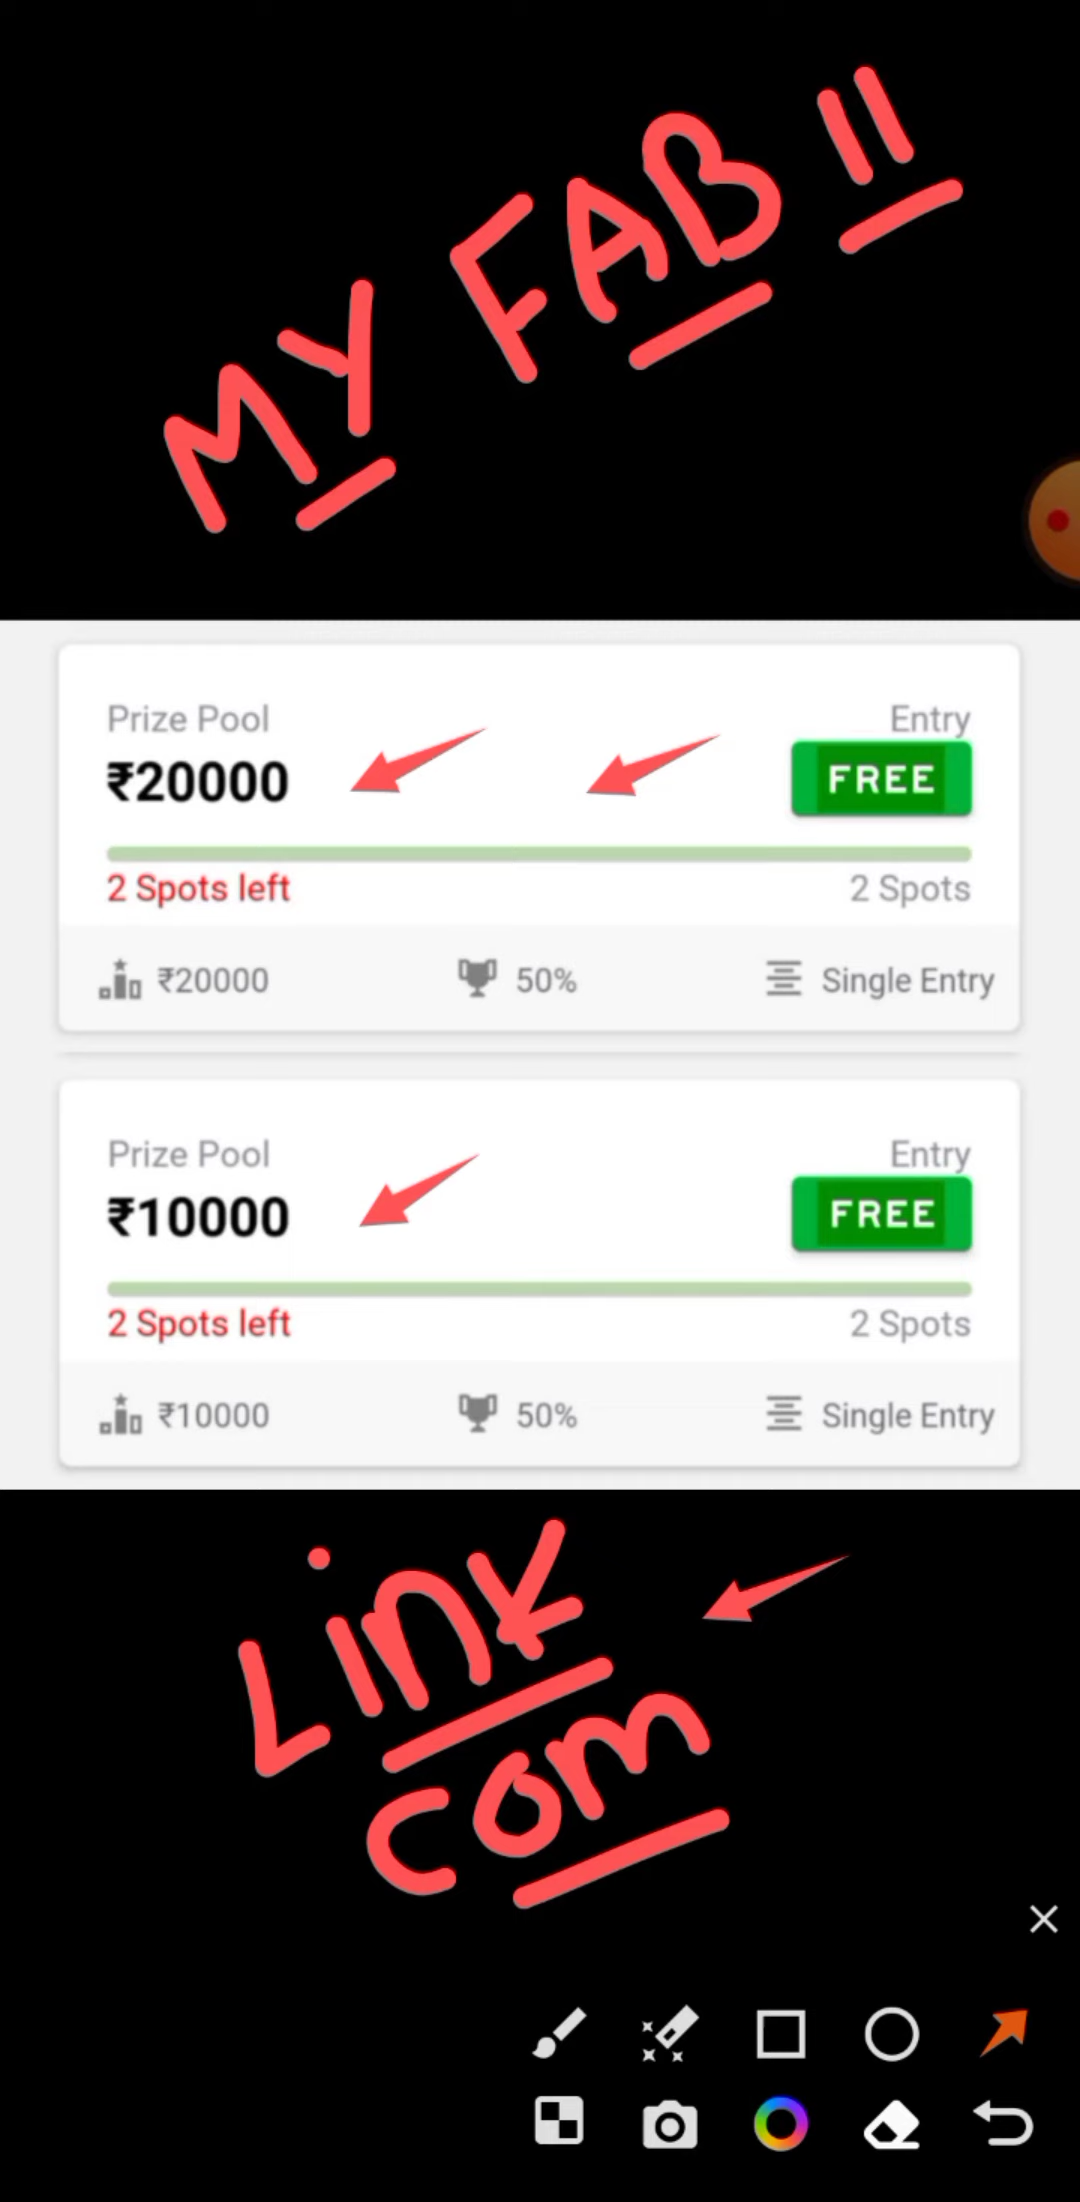 MY FAB !!
Prize Pool
Entry
₹20000
FREE
2 Spots left
2 Spots
₹20000
50%
Single Entry
Prize Pool
Entry
₹10000
FREE
2 Spots left
2 Spots
₹10000
50%
Single Entry
Link
com